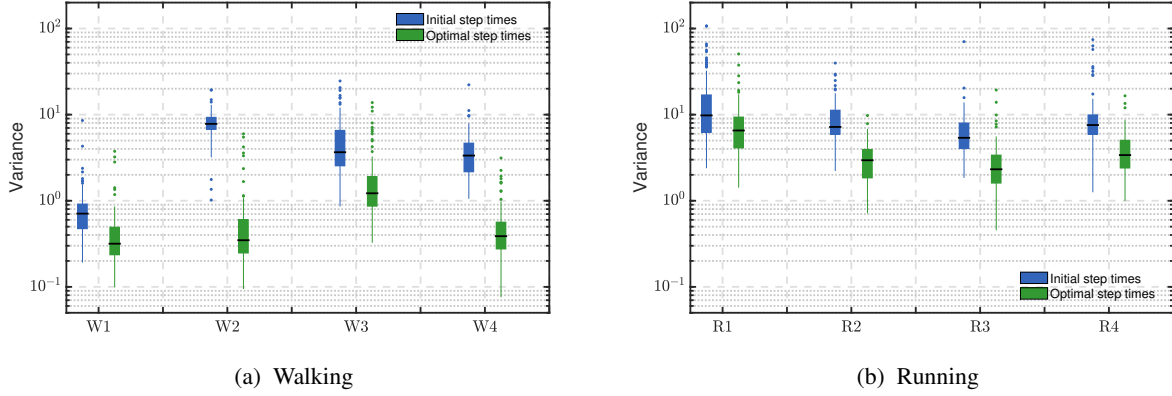 Initial step times
Optimal step times
Variance
10²
10¹
10⁰
10⁻¹
W1 W2 W3 W4
(a) Walking
Variance
10²
10¹
10⁰
10⁻¹
Initial step times
Optimal step times
R1 R2 R3 R4
(b) Running